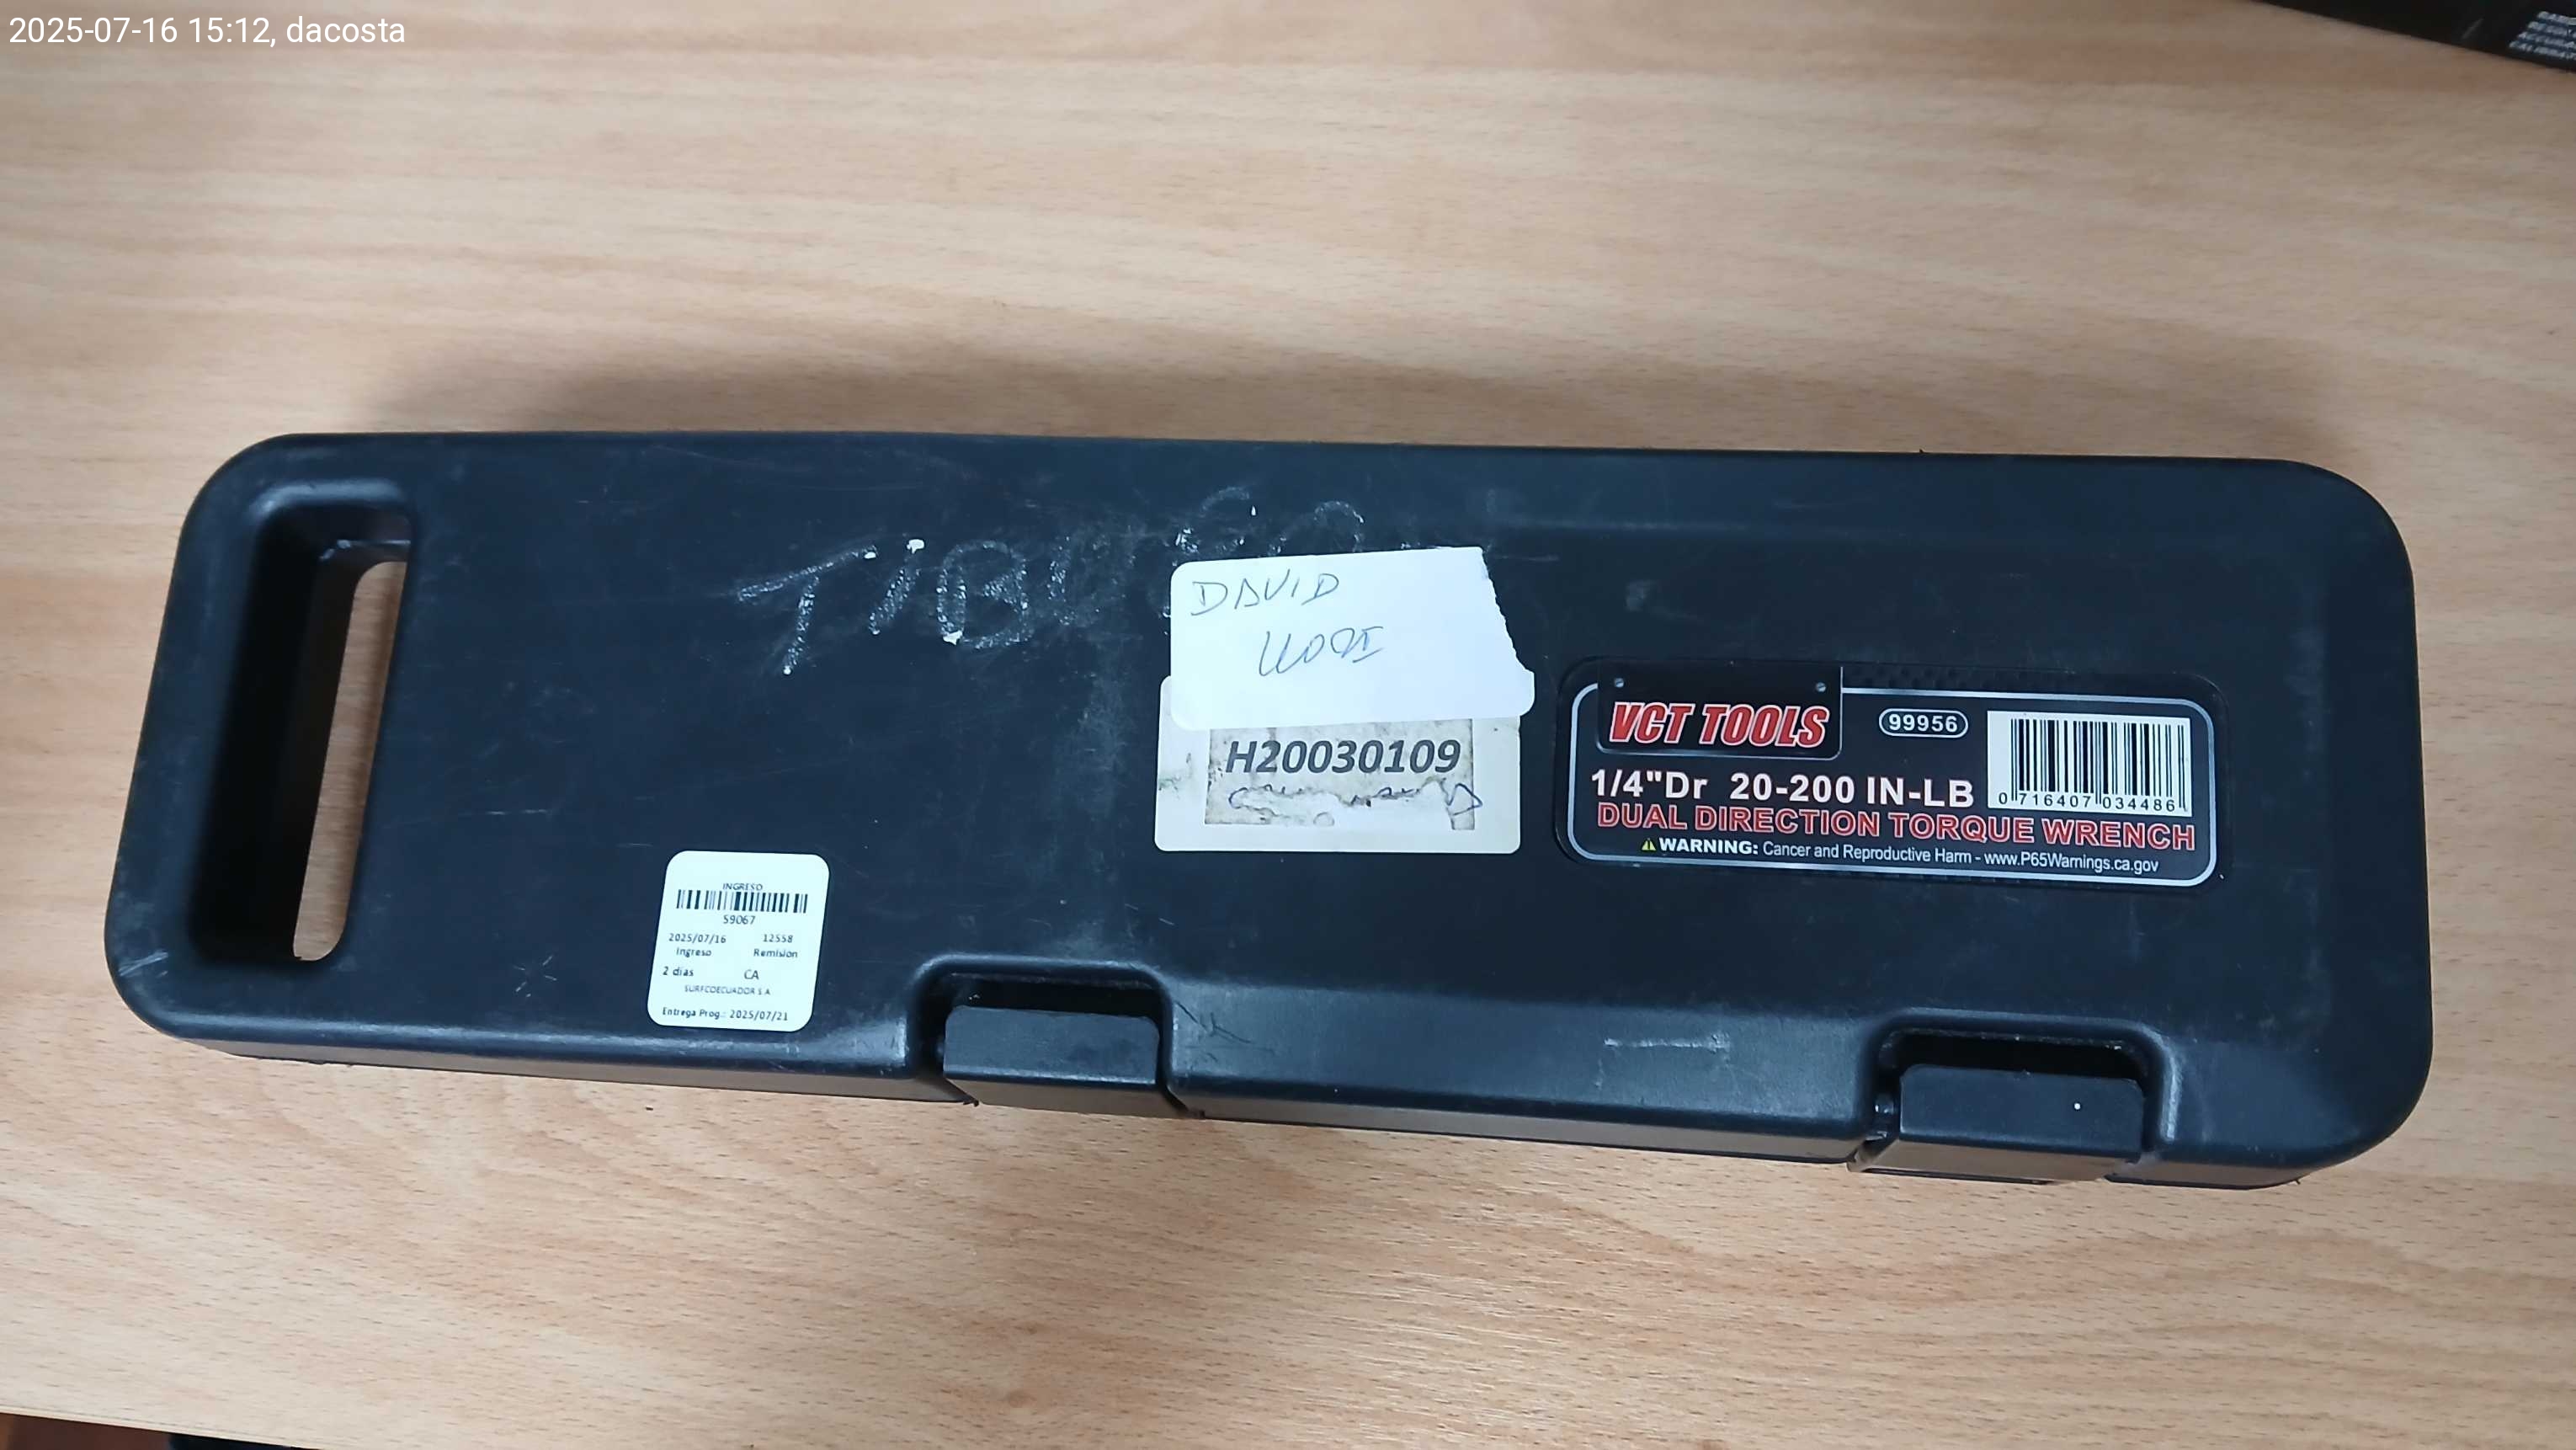 2025-07-16 15:12, dacosta
DAVID
H20030109
VCT TOOLS
99956
1/4"Dr 20-200 IN-LB
0 716407 034486
DUAL DIRECTION TORQUE WRENCH
WARNING: Cancer and Reproductive Harm - www.P65Warnings.ca.gov
INGRESO
59067
2025/07/16 12558
Ingreso Remisión
2 dias CA
SURFCOECUADOR S.A
Entrega Prog.: 2025/07/21